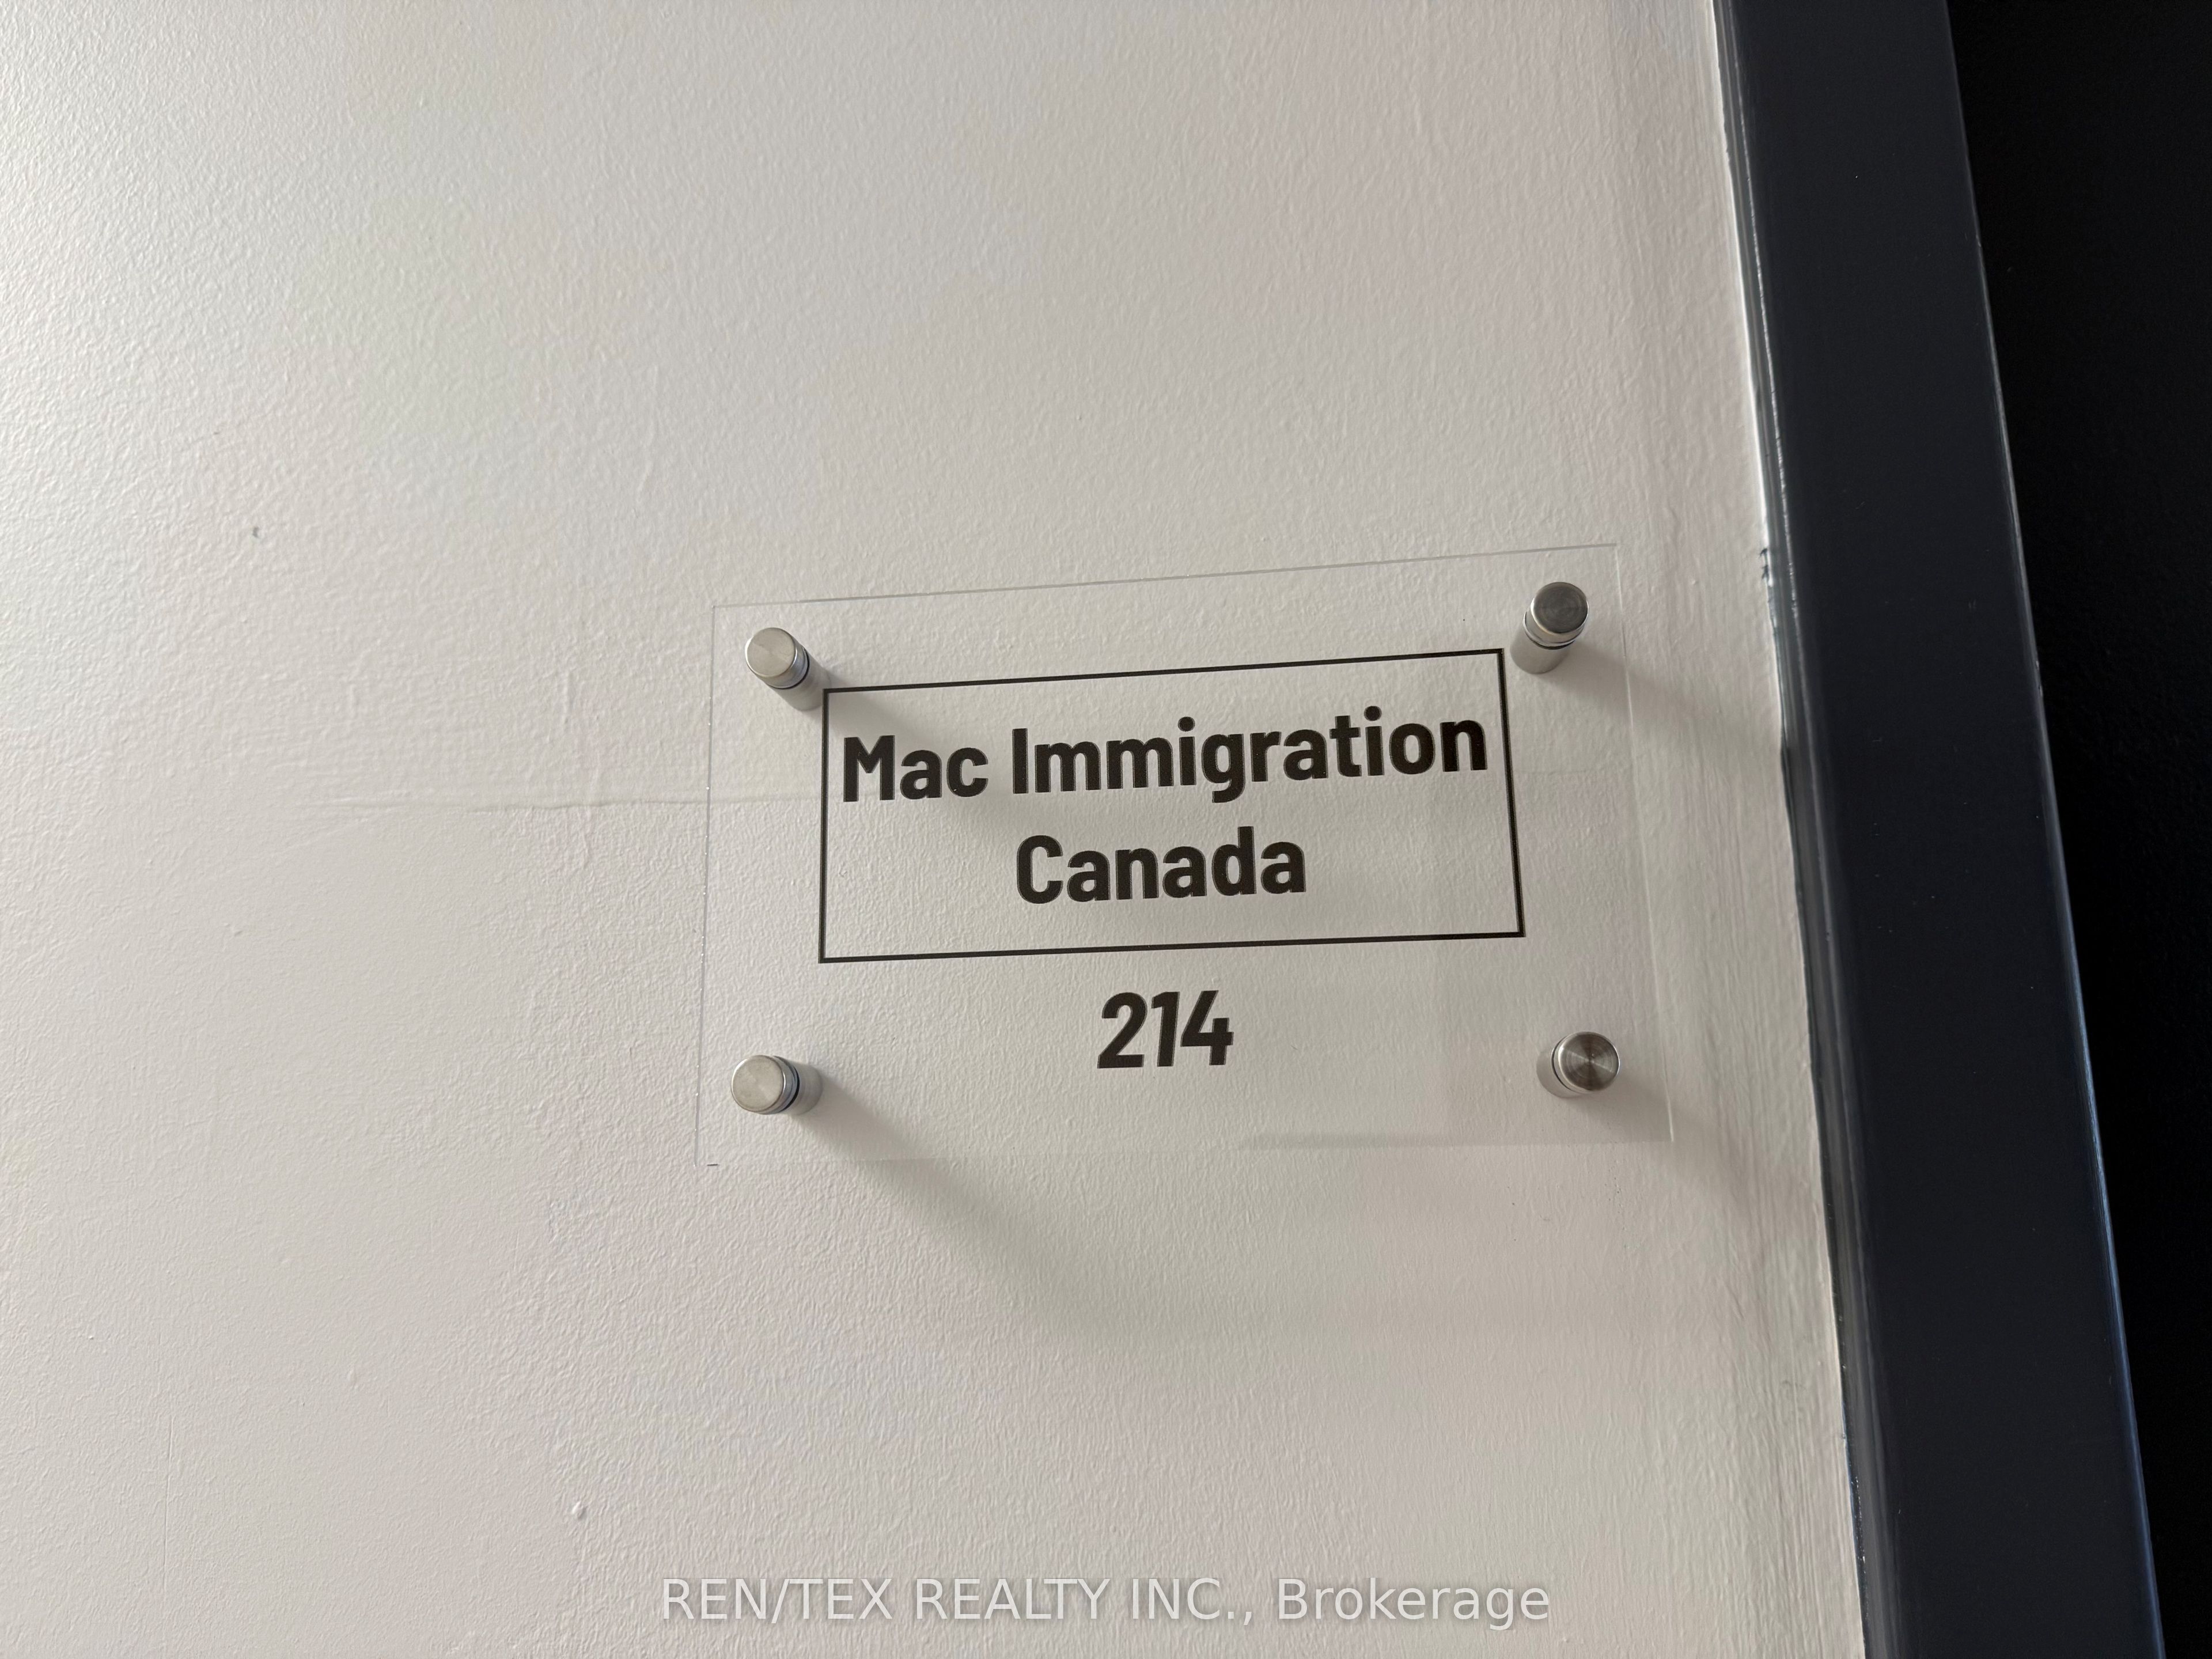 Mac Immigration
Canada
214
REN/TEX REALTY INC., Brokerage